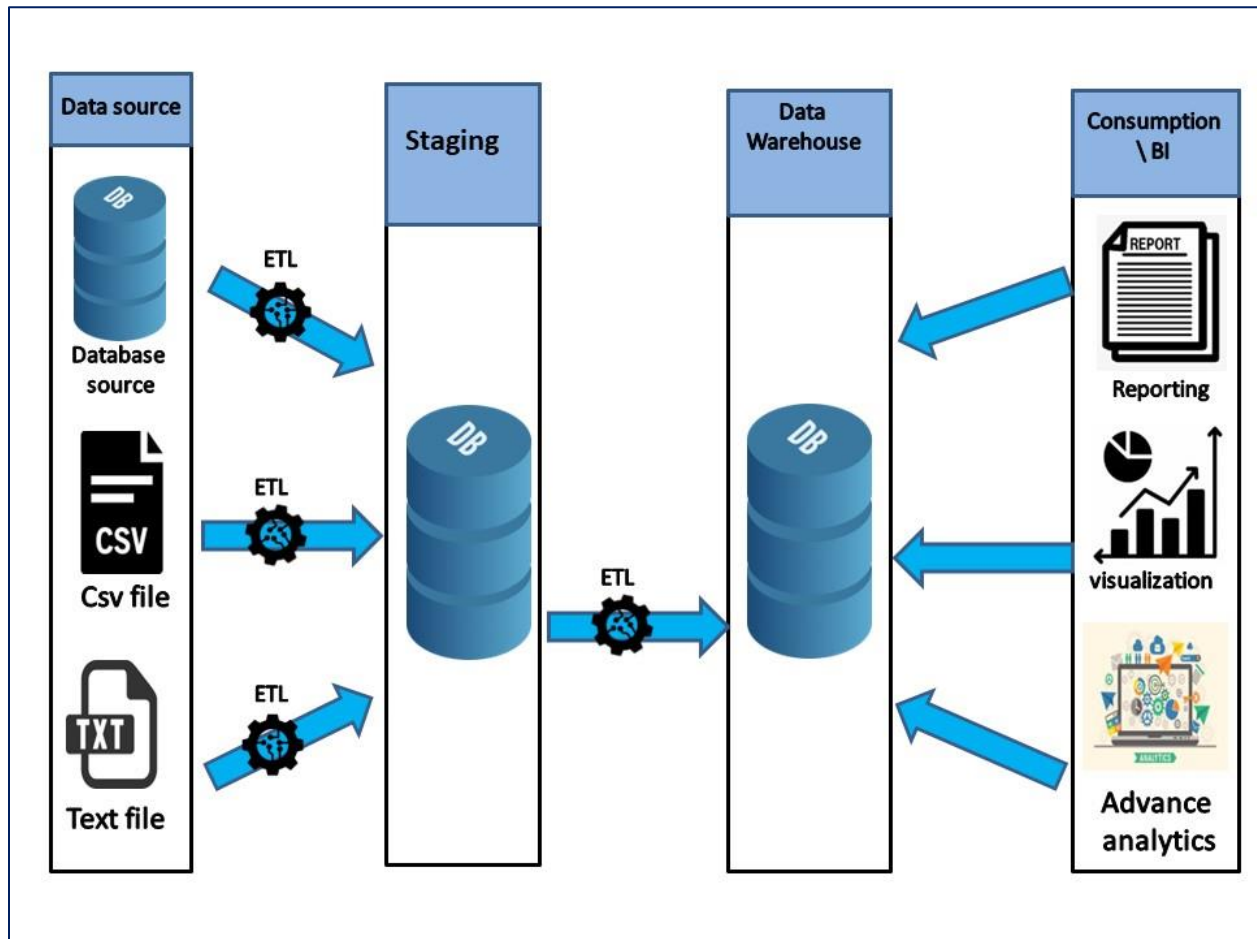 Data source
DB
Database
source
CSV
Csv file
TXT
Text file
ETL
ETL
ETL
Staging
DB
ETL
Data
Warehouse
DB
Consumption
\ BI
REPORT
Reporting
visualization
ANALYTICS
Advance
analytics